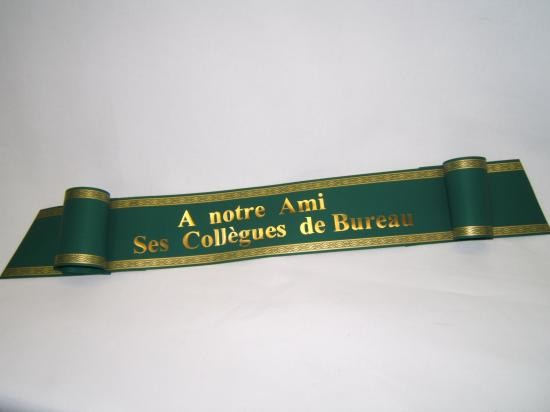 A notre Ami
Ses Collègues de Bureau